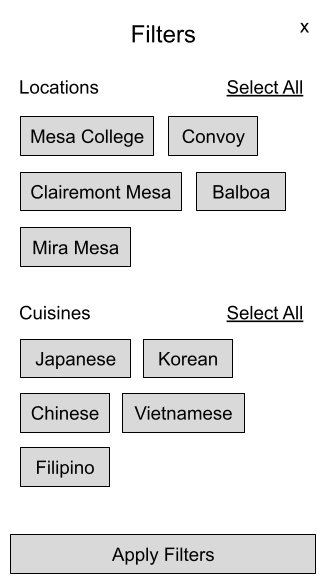 Filters x
Locations Select All
Mesa College Convoy
Clairemont Mesa Balboa
Mira Mesa
Cuisines Select All
Japanese Korean
Chinese Vietnamese
Filipino
Apply Filters